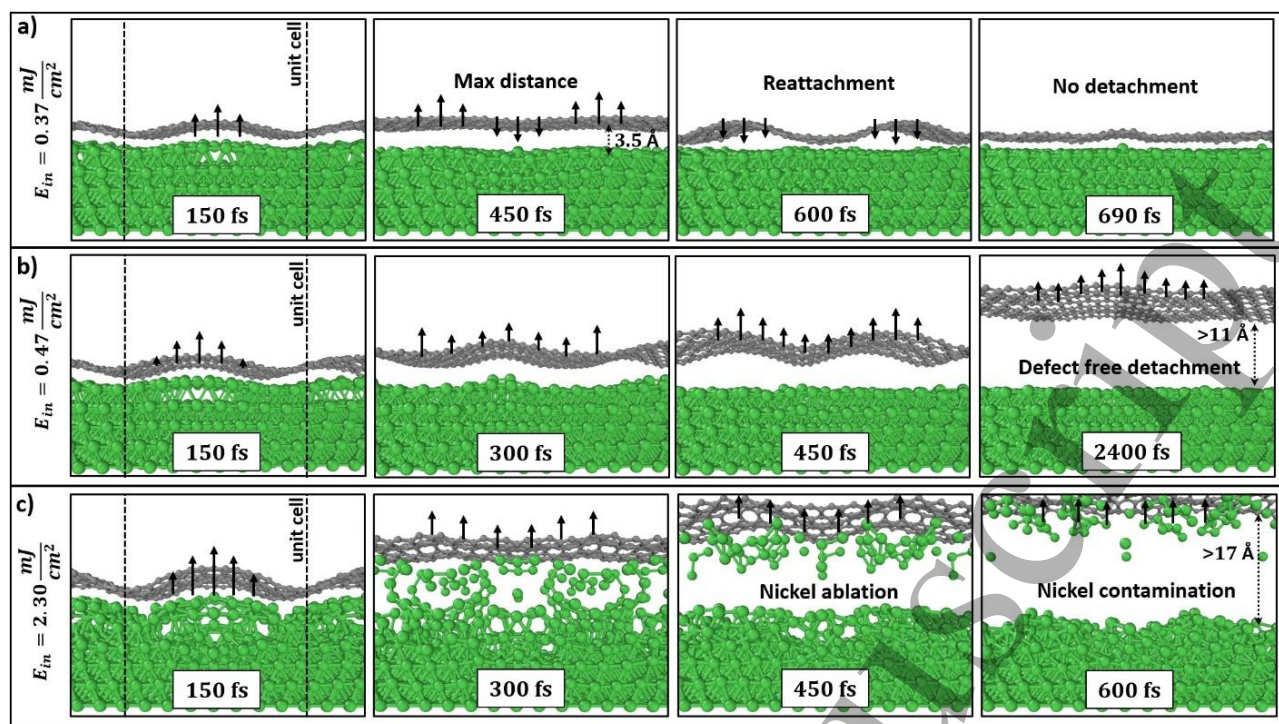 a)
E_in = 0.37 mJ/cm²
unit cell
150 fs
Max distance
3.5 Å
450 fs
Reattachment
600 fs
No detachment
690 fs
b)
E_in = 0.47 mJ/cm²
unit cell
150 fs
300 fs
450 fs
>11 Å
Defect free detachment
2400 fs
c)
E_in = 2.30 mJ/cm²
unit cell
150 fs
300 fs
Nickel ablation
450 fs
>17 Å
Nickel contamination
600 fs